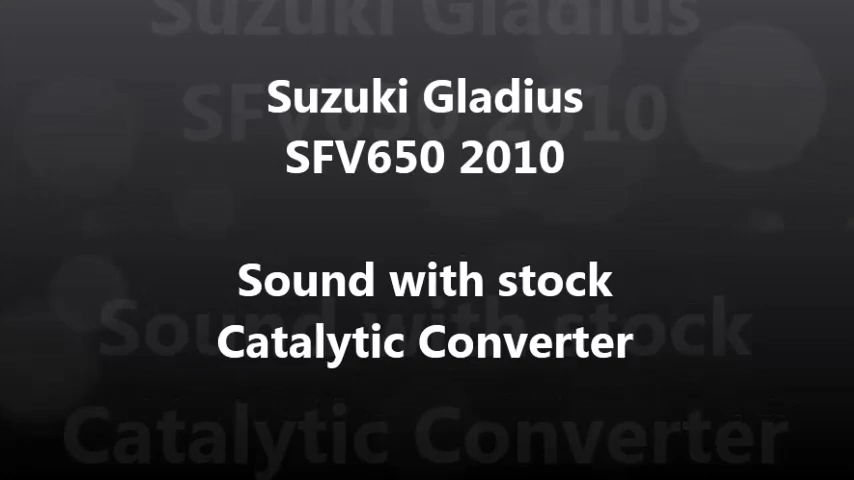 Suzuki Gladius
SFV650 2010
Sound with stock
Catalytic Converter